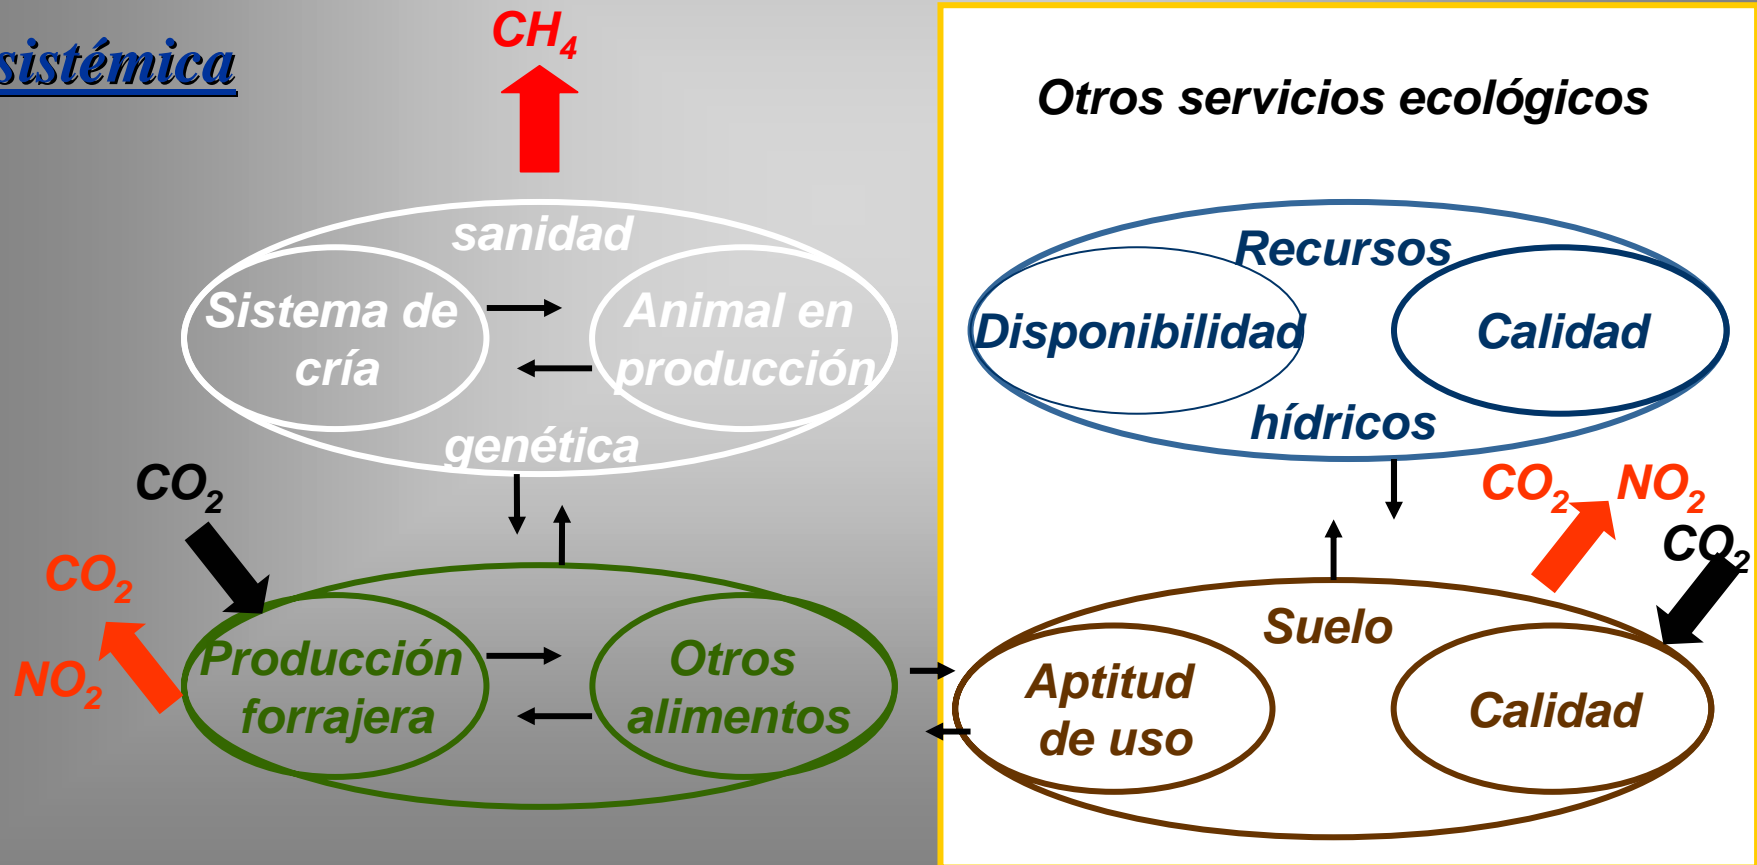 sistémica
CH4
sanidad
Sistema de
cría
Animal en
producción
genética
CO2
CO2
NO2
Producción
forrajera
Otros
alimentos
Otros servicios ecológicos
Recursos
Disponibilidad
Calidad
hídricos
CO2 NO2
CO2
Suelo
Aptitud
de uso
Calidad